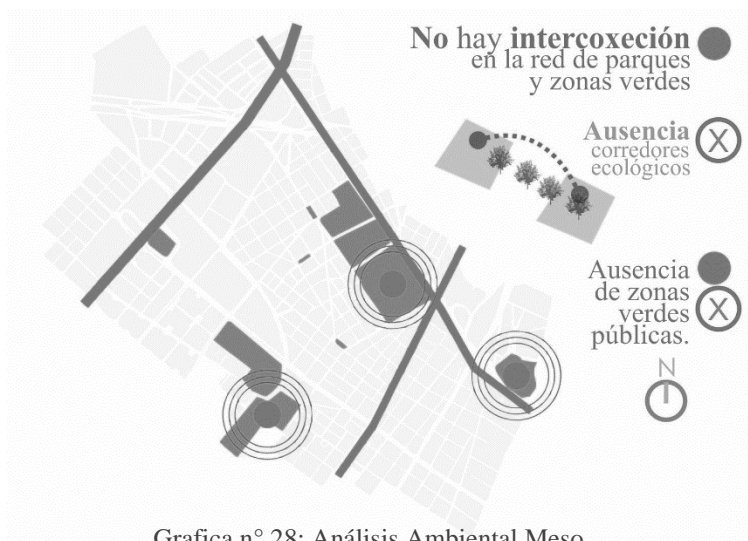 No hay intercoxeción
en la red de parques
y zonas verdes
Ausencia
corredores
ecológicos
X
Ausencia
de zonas
verdes
públicas.
X
N
Grafica n° 28: Análisis Ambiental Meso